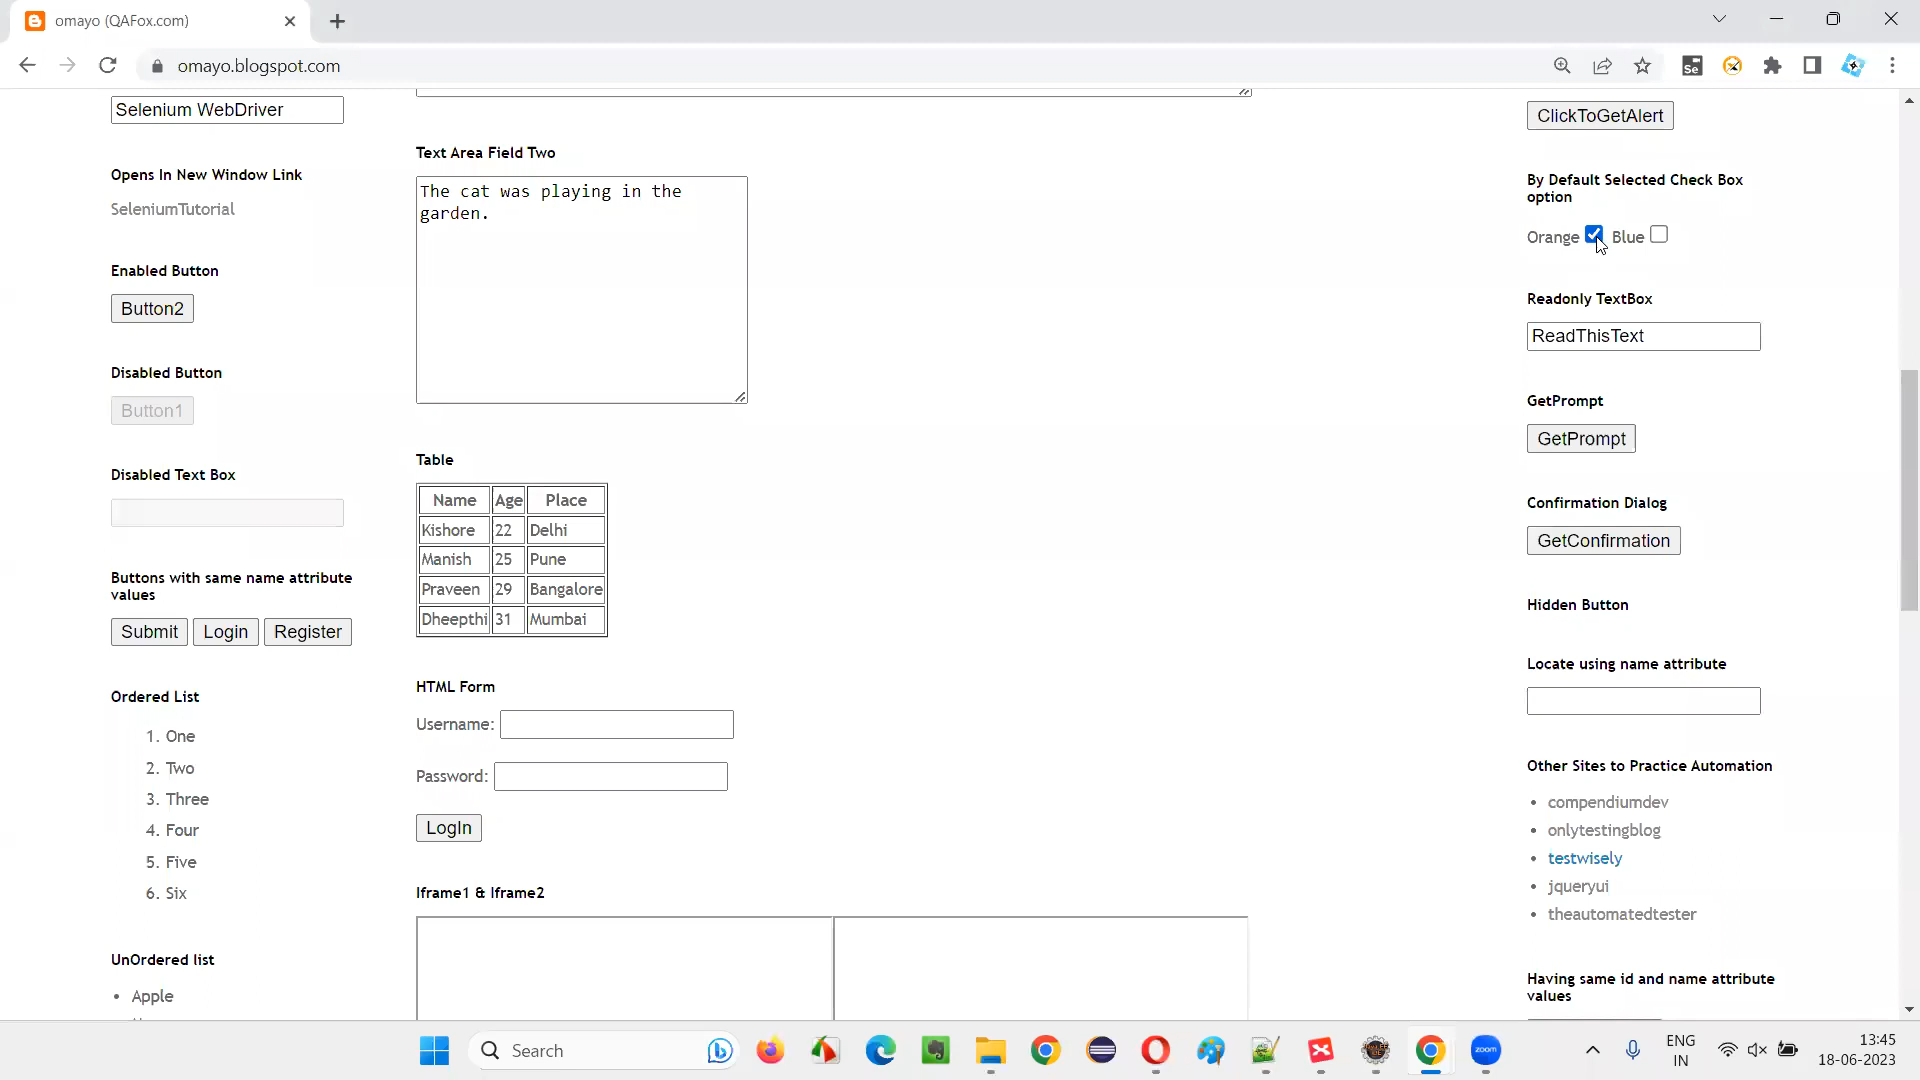 omayo (QAFox.com)
omayo.blogspot.com
Selenium WebDriver
Opens In New Window Link
SeleniumTutorial
Enabled Button
Button2
Disabled Button
Button1
Disabled Text Box
Buttons with same name attribute
values
Submit Login Register
Ordered List
1. One
2. Two
3. Three
4. Four
5. Five
6. Six
UnOrdered list
• Apple
Text Area Field Two
The cat was playing in the
garden.
Table
Name Age Place
Kishore 22 Delhi
Manish 25 Pune
Praveen 29 Bangalore
Dheepthi 31 Mumbai
HTML Form
Username:
Password:
LogIn
Iframe1 & Iframe2
ClickToGetAlert
By Default Selected Check Box
option
Orange Blue
Readonly TextBox
ReadThisText
GetPrompt
GetPrompt
Confirmation Dialog
GetConfirmation
Hidden Button
Locate using name attribute
Other Sites to Practice Automation
• compendiumdev
• onlytestingblog
• testwisely
• jqueryui
• theautomatedtester
Having same id and name attribute
values
Search
zoom
ENG
IN
13:45
18-06-2023